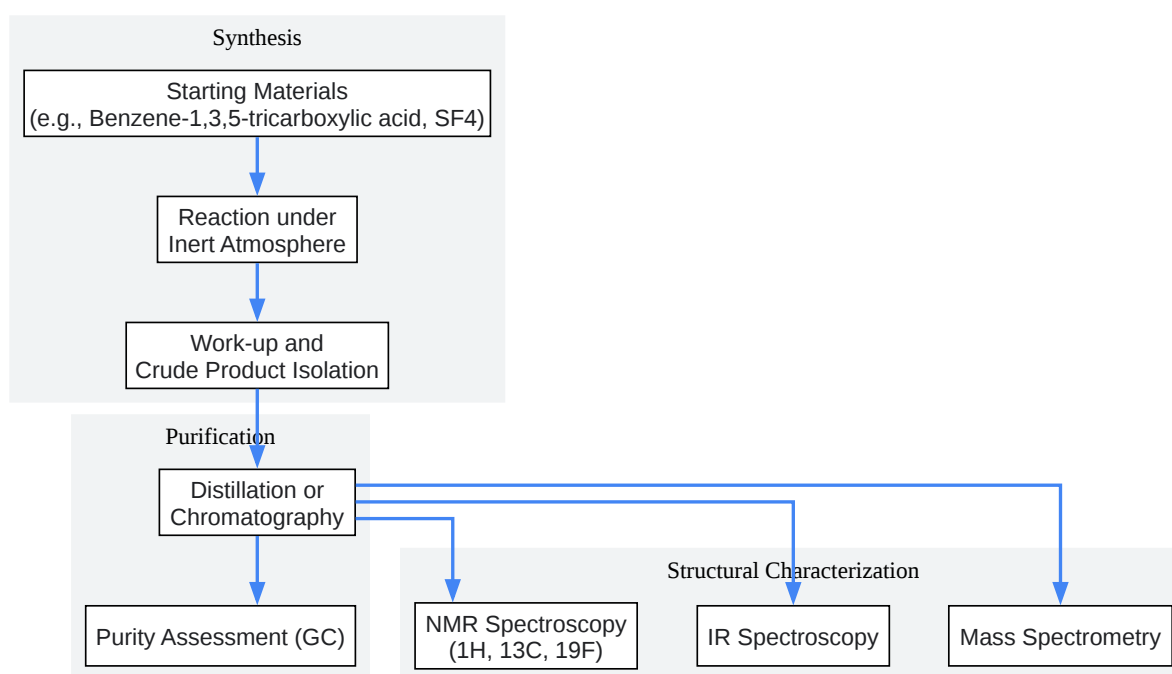 Synthesis
Starting Materials
(e.g., Benzene-1,3,5-tricarboxylic acid, SF4)
Reaction under
Inert Atmosphere
Work-up and
Crude Product Isolation
Purification
Distillation or
Chromatography
Purity Assessment (GC)
Structural Characterization
NMR Spectroscopy
(1H, 13C, 19F)
IR Spectroscopy
Mass Spectrometry